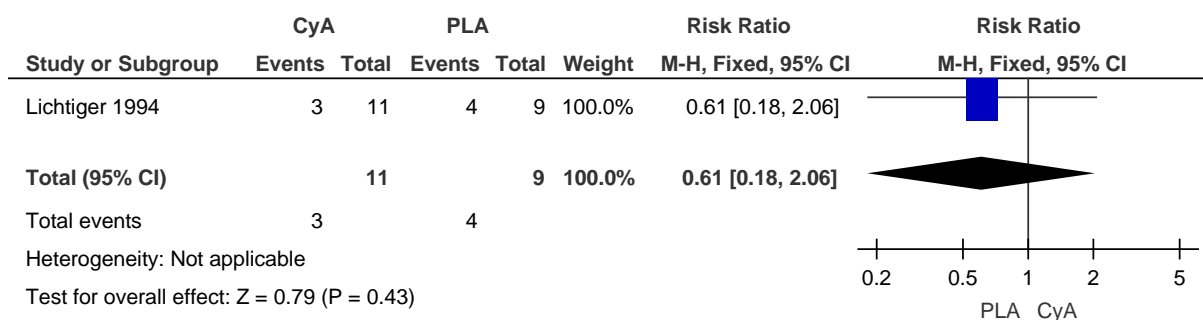 CyA PLA Risk Ratio Risk Ratio
Study or Subgroup Events Total Events Total Weight M-H, Fixed, 95% CI M-H, Fixed, 95% CI
Lichtiger 1994 3 11 4 9 100.0% 0.61 [0.18, 2.06]
Total (95% CI) 11 9 100.0% 0.61 [0.18, 2.06]
Total events 3 4
Heterogeneity: Not applicable
Test for overall effect: Z = 0.79 (P = 0.43)
0.2 0.5 1 2 5
PLA CyA